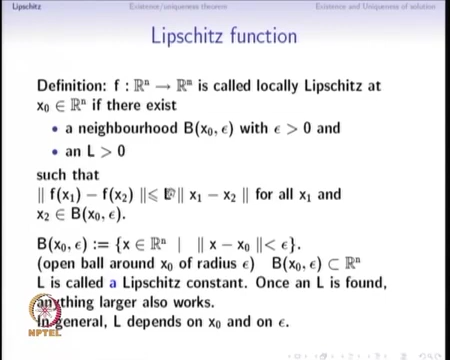 Lipschitz Existence/uniqueness theorem Existence and Uniqueness of solution
Lipschitz function
Definition: f : ℝⁿ → ℝⁿ is called locally Lipschitz at
x₀ ∈ ℝⁿ if there exist
• a neighbourhood B(x₀, ϵ) with ϵ > 0 and
• an L > 0
such that
∥ f(x₁) − f(x₂) ∥⩽ L ∥ x₁ − x₂ ∥ for all x₁ and
x₂ ∈ B(x₀, ϵ).
B(x₀, ϵ) := {x ∈ ℝⁿ | ∥ x − x₀ ∥< ϵ}.
(open ball around x₀ of radius ϵ) B(x₀, ϵ) ⊂ ℝⁿ
L is called a Lipschitz constant. Once an L is found,
anything larger also works.
In general, L depends on x₀ and on ϵ.
NPTEL